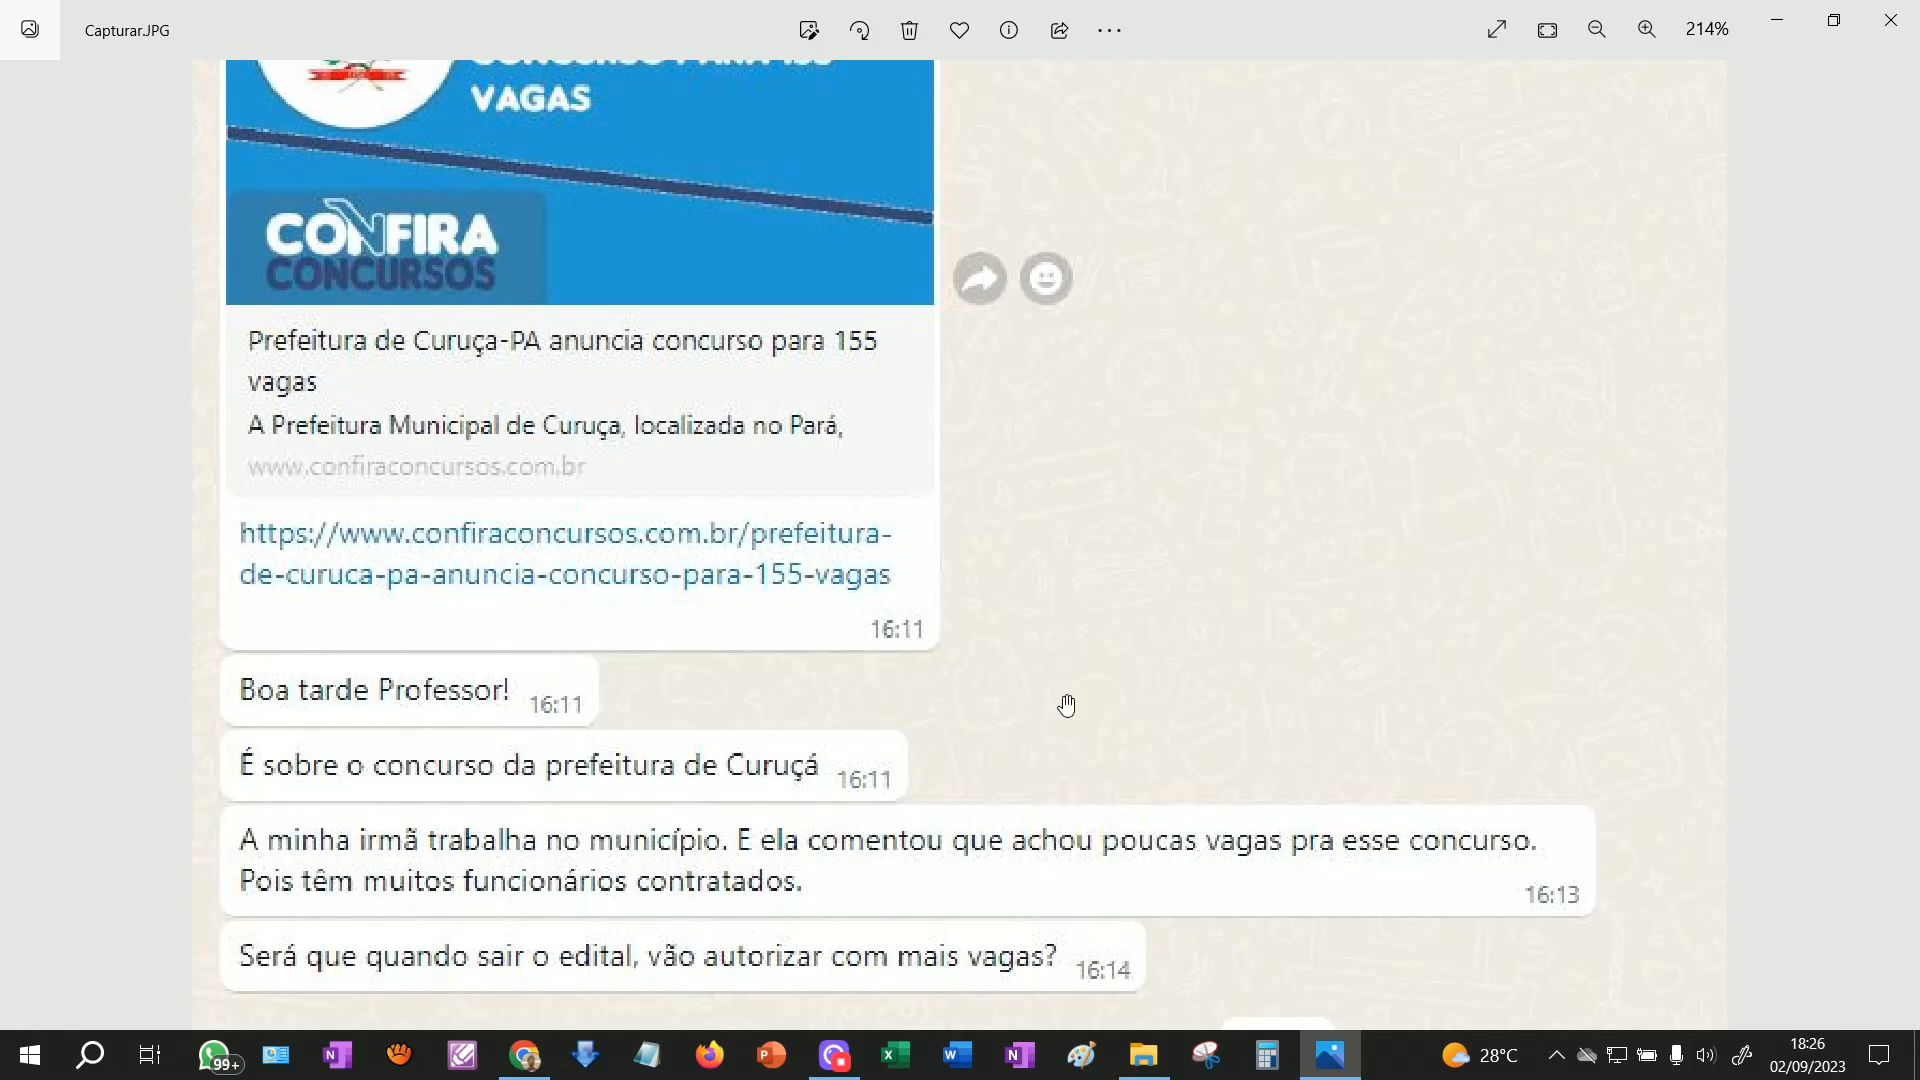 Capturar.JPG
214%
VAGAS
CONFIRA
CONCURSOS
Prefeitura de Curuça-PA anuncia concurso para 155
vagas
A Prefeitura Municipal de Curuça, localizada no Pará,
www.confiraconcursos.com.br
https://www.confiraconcursos.com.br/prefeitura-
de-curuca-pa-anuncia-concurso-para-155-vagas
16:11
Boa tarde Professor!
16:11
É sobre o concurso da prefeitura de Curuçá
16:11
A minha irmã trabalha no município. E ela comentou que achou poucas vagas pra esse concurso.
Pois têm muitos funcionários contratados.
16:13
Será que quando sair o edital, vão autorizar com mais vagas?
16:14
99+
28°C
18:26
02/09/2023